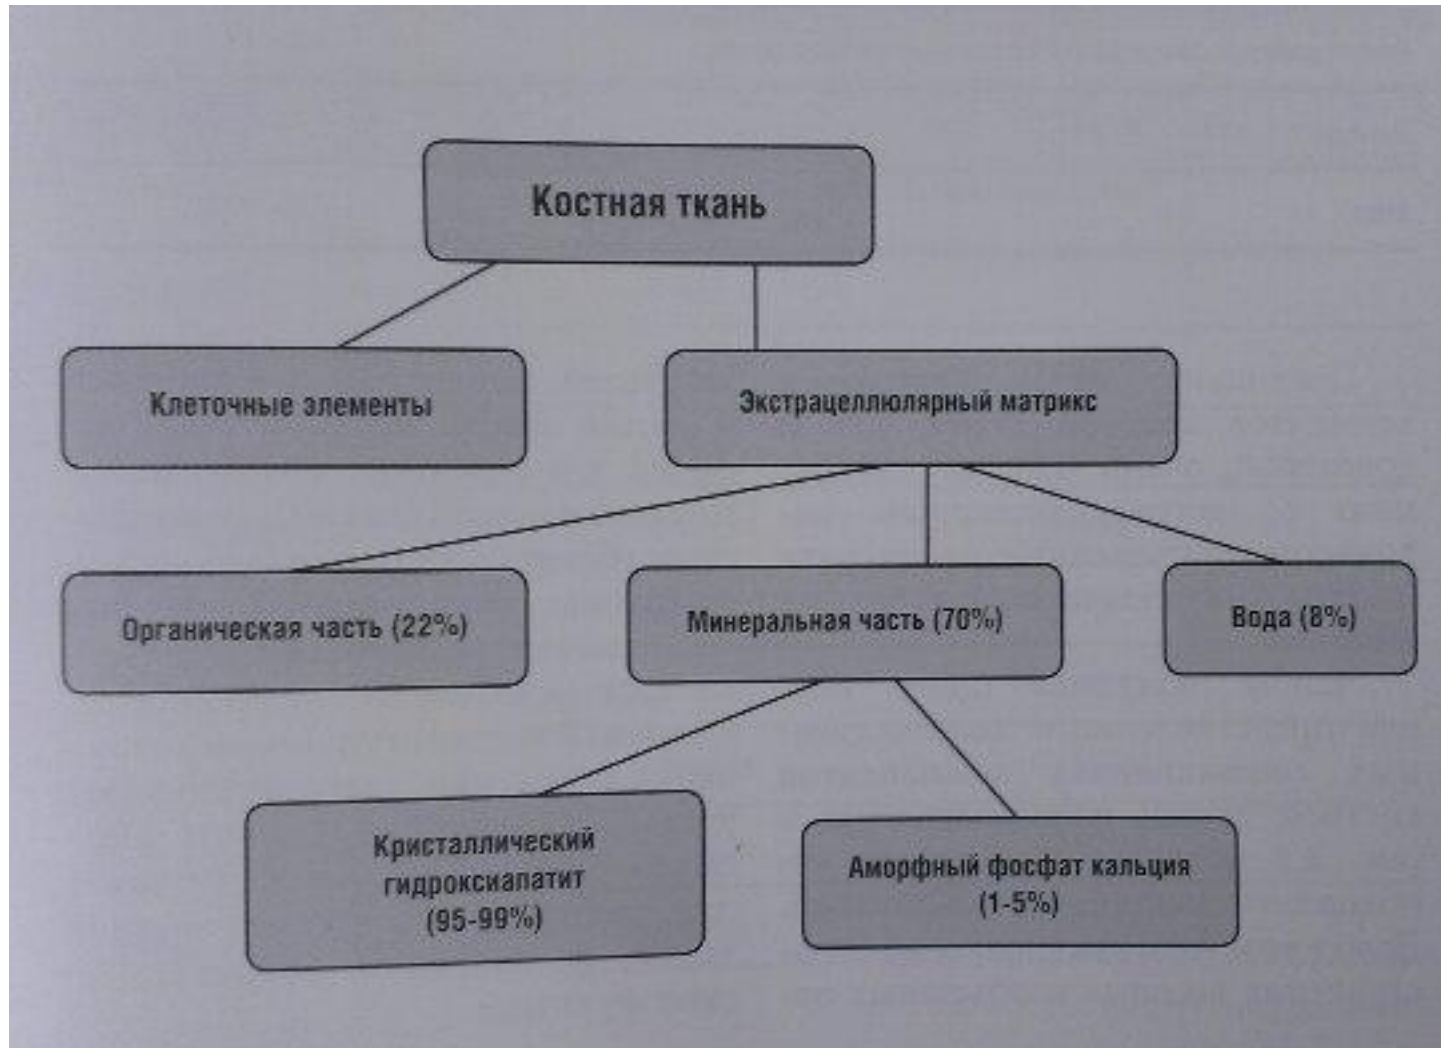 Костная ткань
Клеточные элементы
Экстрацеллюлярный матрикс
Органическая часть (22%)
Минеральная часть (70%)
Вода (8%)
Кристаллический
гидроксиапатит
(95-99%)
Аморфный фосфат кальция
(1-5%)